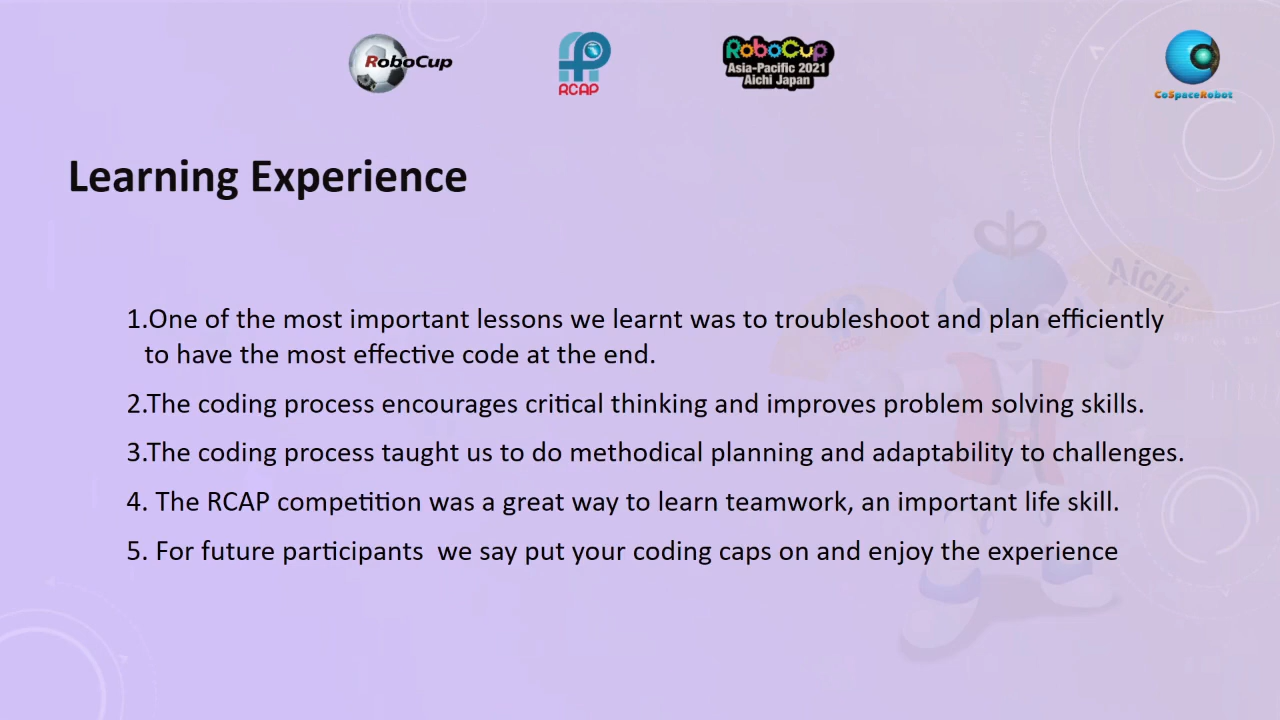 RoboCup
RCAP
RoboCup
Asia-Pacific 2021
Aichi Japan
CoSpaceRobot
Learning Experience
Aichi
RCAP
1.One of the most important lessons we learnt was to troubleshoot and plan efficiently
to have the most effective code at the end.
2.The coding process encourages critical thinking and improves problem solving skills.
3.The coding process taught us to do methodical planning and adaptability to challenges.
4. The RCAP competition was a great way to learn teamwork, an important life skill.
5. For future participants  we say put your coding caps on and enjoy the experience